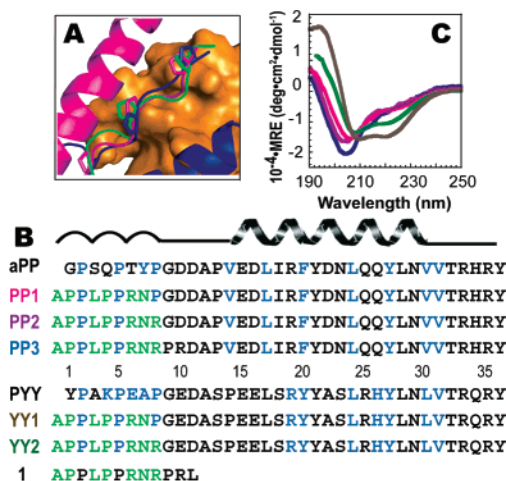 A
C
10⁻⁴•MRE (deg•cm²•dmol⁻¹)
1
0
-1
-2
190 210 230 250
Wavelength (nm)
B
aPP GPSQPTYPGDDAPVEDLIRFYDNLQQYLNVVTRHRY
PP1 APPLPPRNPGDDAPVEDLIRFYDNLQQYLNVVTRHRY
PP2 APPLPPRNRGDDAPVEDLIRFYDNLQQYLNVVTRHRY
PP3 APPLPPRNRPRDAPVEDLIRFYDNLQQYLNVVTRHRY
1 5 10 15 20 25 30 35
PYY YPAKPEAPGEDASPEELSRYYASLRHYLNLVTRQRY
YY1 APPLPPRNPGEDASPEELSRYYASLRHYLNLVTRQRY
YY2 APPLPPRNRGEDASPEELSRYYASLRHYLNLVTRQRY
1 APPLPPRNRPRL